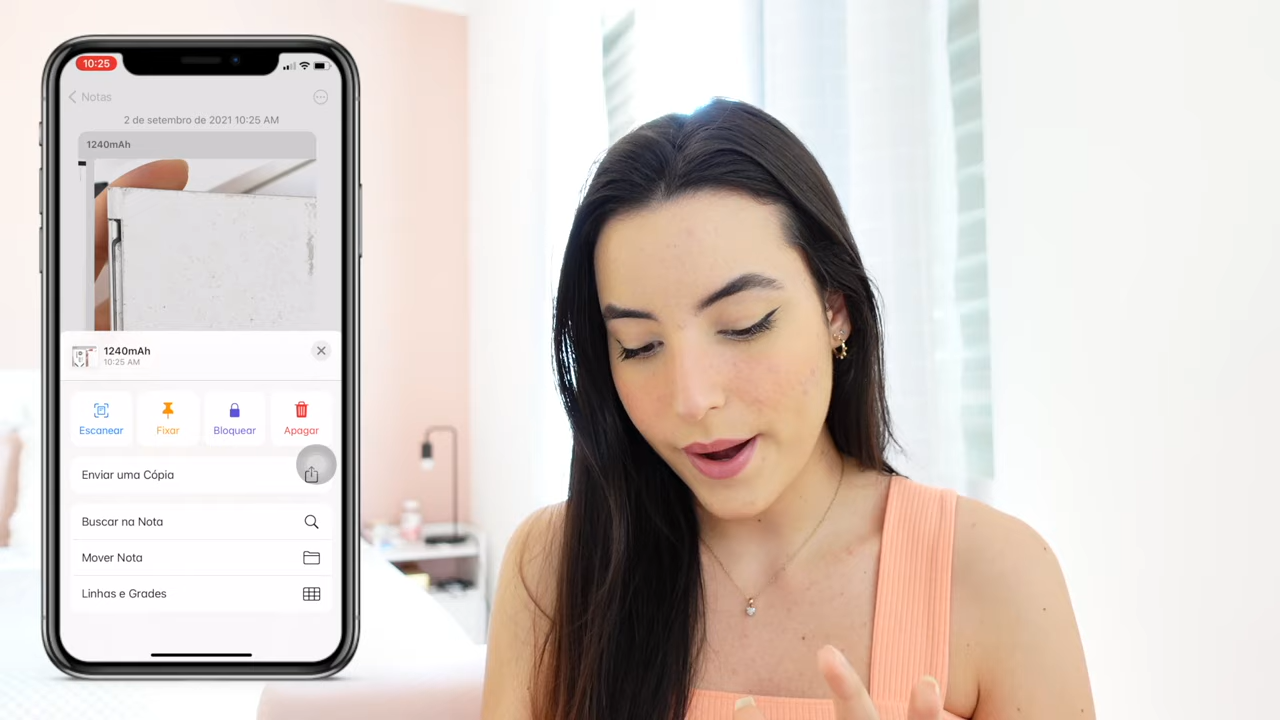 10:25
Notas
2 de setembro de 2021 10:25 AM
1240mAh
1240mAh
10:25 AM
Escanear
Fixar
Bloquear
Apagar
Enviar uma Cópia
Buscar na Nota
Mover Nota
Linhas e Grades